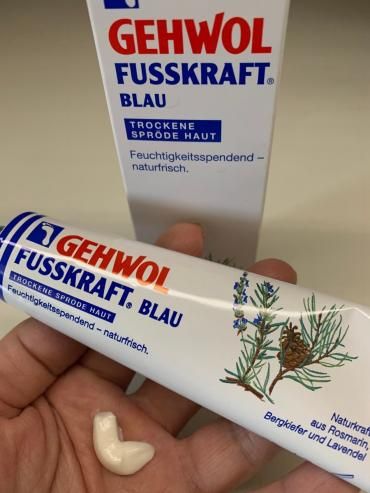 GEHWOL
FUSSKRAFT®
BLAU
TROCKENE
SPRÖDE HAUT
Feuchtigkeitsspendend –
naturfrisch.
GEHWOL
FUSSKRAFT® BLAU
TROCKENE SPRÖDE HAUT
Feuchtigkeitsspendend – naturfrisch.
Naturkraft
aus Rosmarin,
Bergkiefer und Lavendel